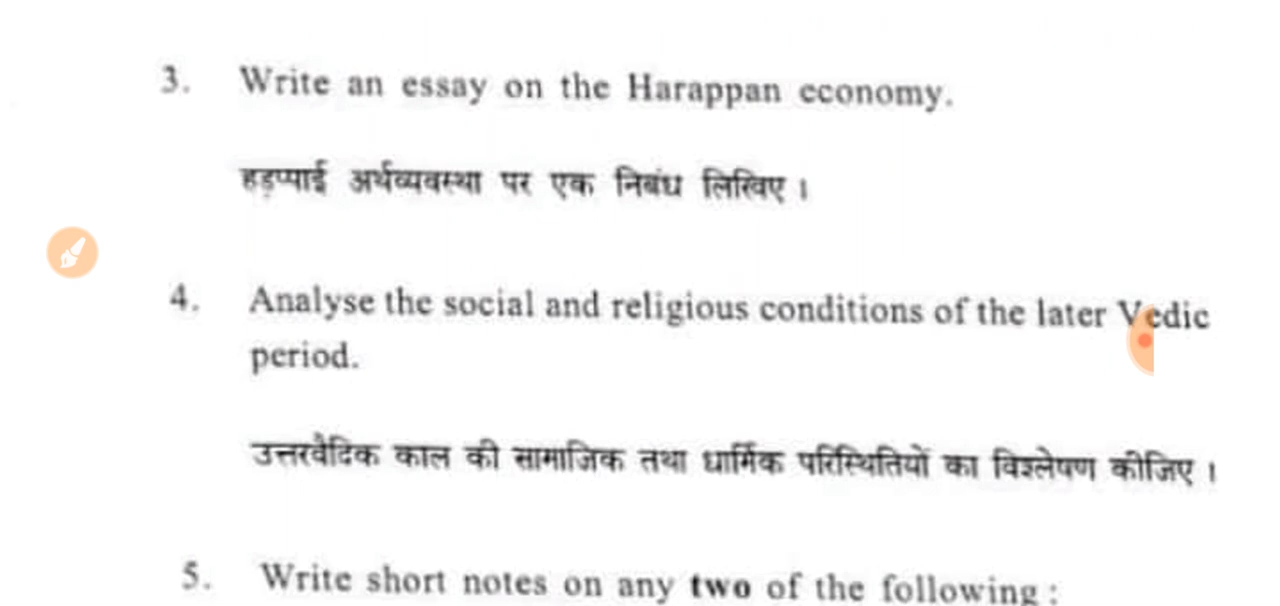 3. Write an essay on the Harappan economy.
हड़प्पाई अर्थव्यवस्था पर एक निबंध लिखिए ।
4. Analyse the social and religious conditions of the later Vedic
period.
उत्तरवैदिक काल की सामाजिक तथा धार्मिक परिस्थितियों का विश्लेषण कीजिए ।
5. Write short notes on any two of the following :